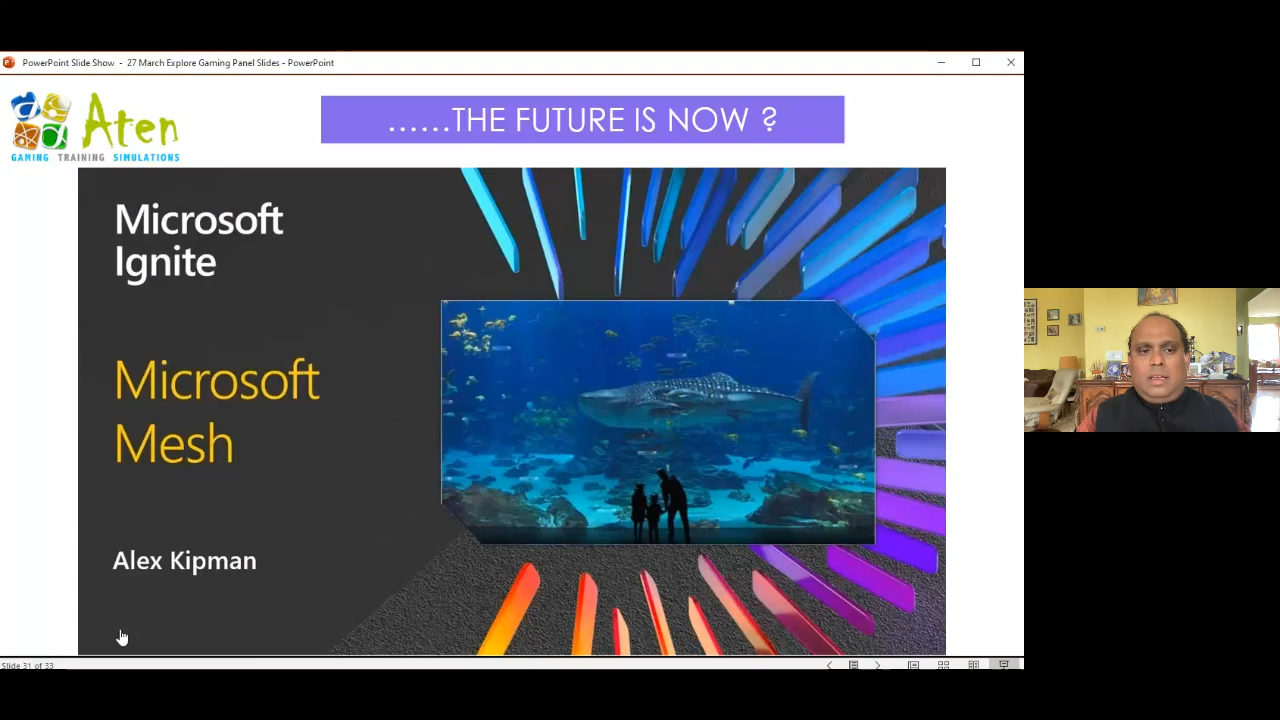 PowerPoint Slide Show - 27 March Explore Gaming Panel Slides - PowerPoint
Aten
GAMING TRAINING SIMULATIONS
......THE FUTURE IS NOW ?
Microsoft
Ignite
Microsoft
Mesh
Alex Kipman
Slide 31 of 33